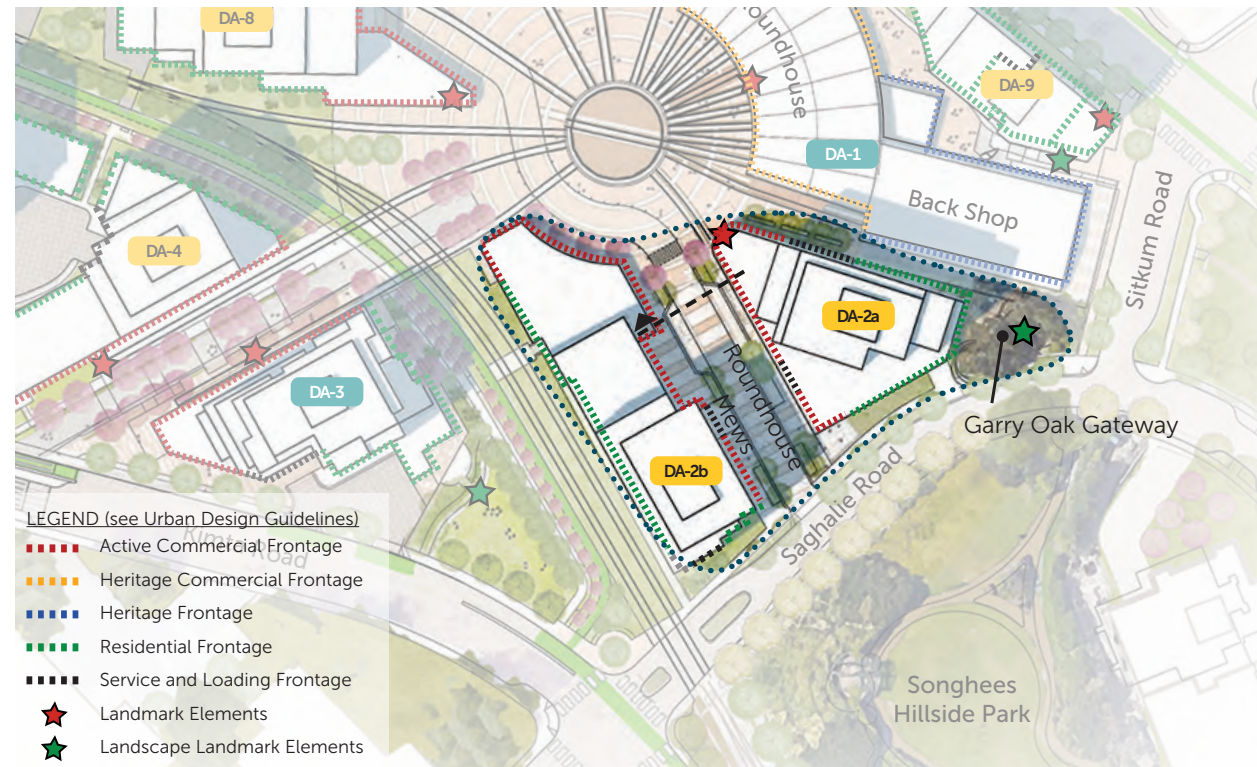 DA-8
Roundhouse
DA-9
DA-1
Back Shop
Sitkum Road
DA-4
DA-2a
DA-3
Roundhouse
Mews
Garry Oak Gateway
DA-2b
Saghalie Road
Kimta Road
Songhees
Hillside Park
LEGEND (see Urban Design Guidelines)
Active Commercial Frontage
Heritage Commercial Frontage
Heritage Frontage
Residential Frontage
Service and Loading Frontage
Landmark Elements
Landscape Landmark Elements